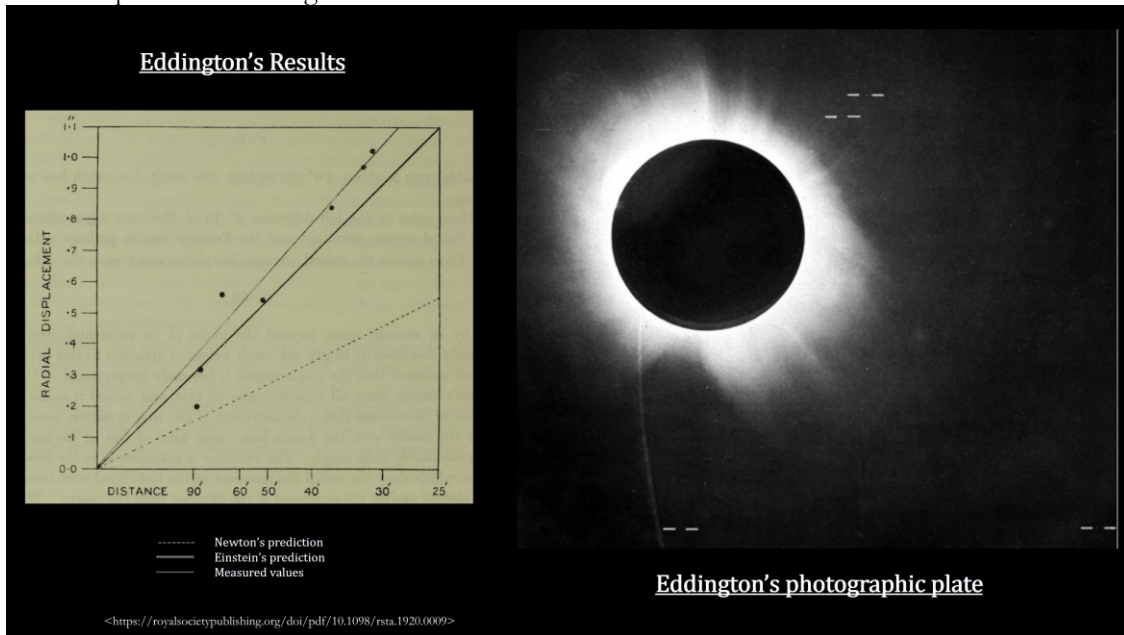 Eddington's Results
1·1
1·0
·9
·8
·7
·6
·5
·4
·3
·2
·1
0·0
RADIAL DISPLACEMENT
DISTANCE 90′ 60′ 50′ 40′ 30′ 25′
Newton's prediction
Einstein's prediction
Measured values
<https://royalsocietypublishing.org/doi/pdf/10.1098/rsta.1920.0009>
Eddington's photographic plate